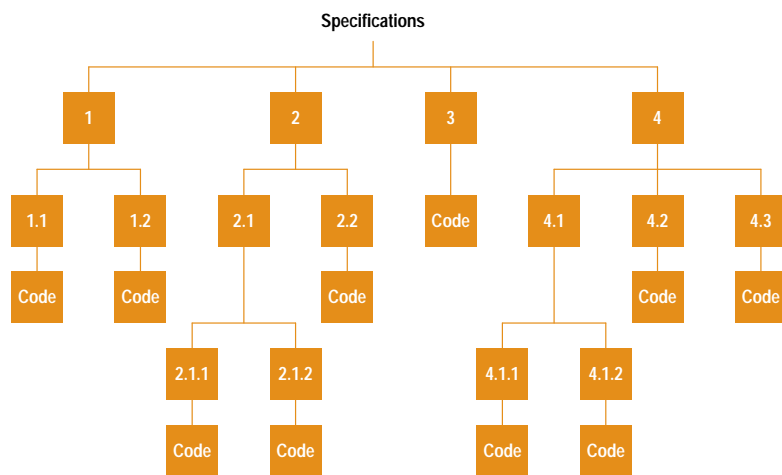 Specifications
1
2
3
4
1.1
1.2
2.1
2.2
Code
4.1
4.2
4.3
Code
Code
Code
Code
Code
2.1.1
2.1.2
4.1.1
4.1.2
Code
Code
Code
Code